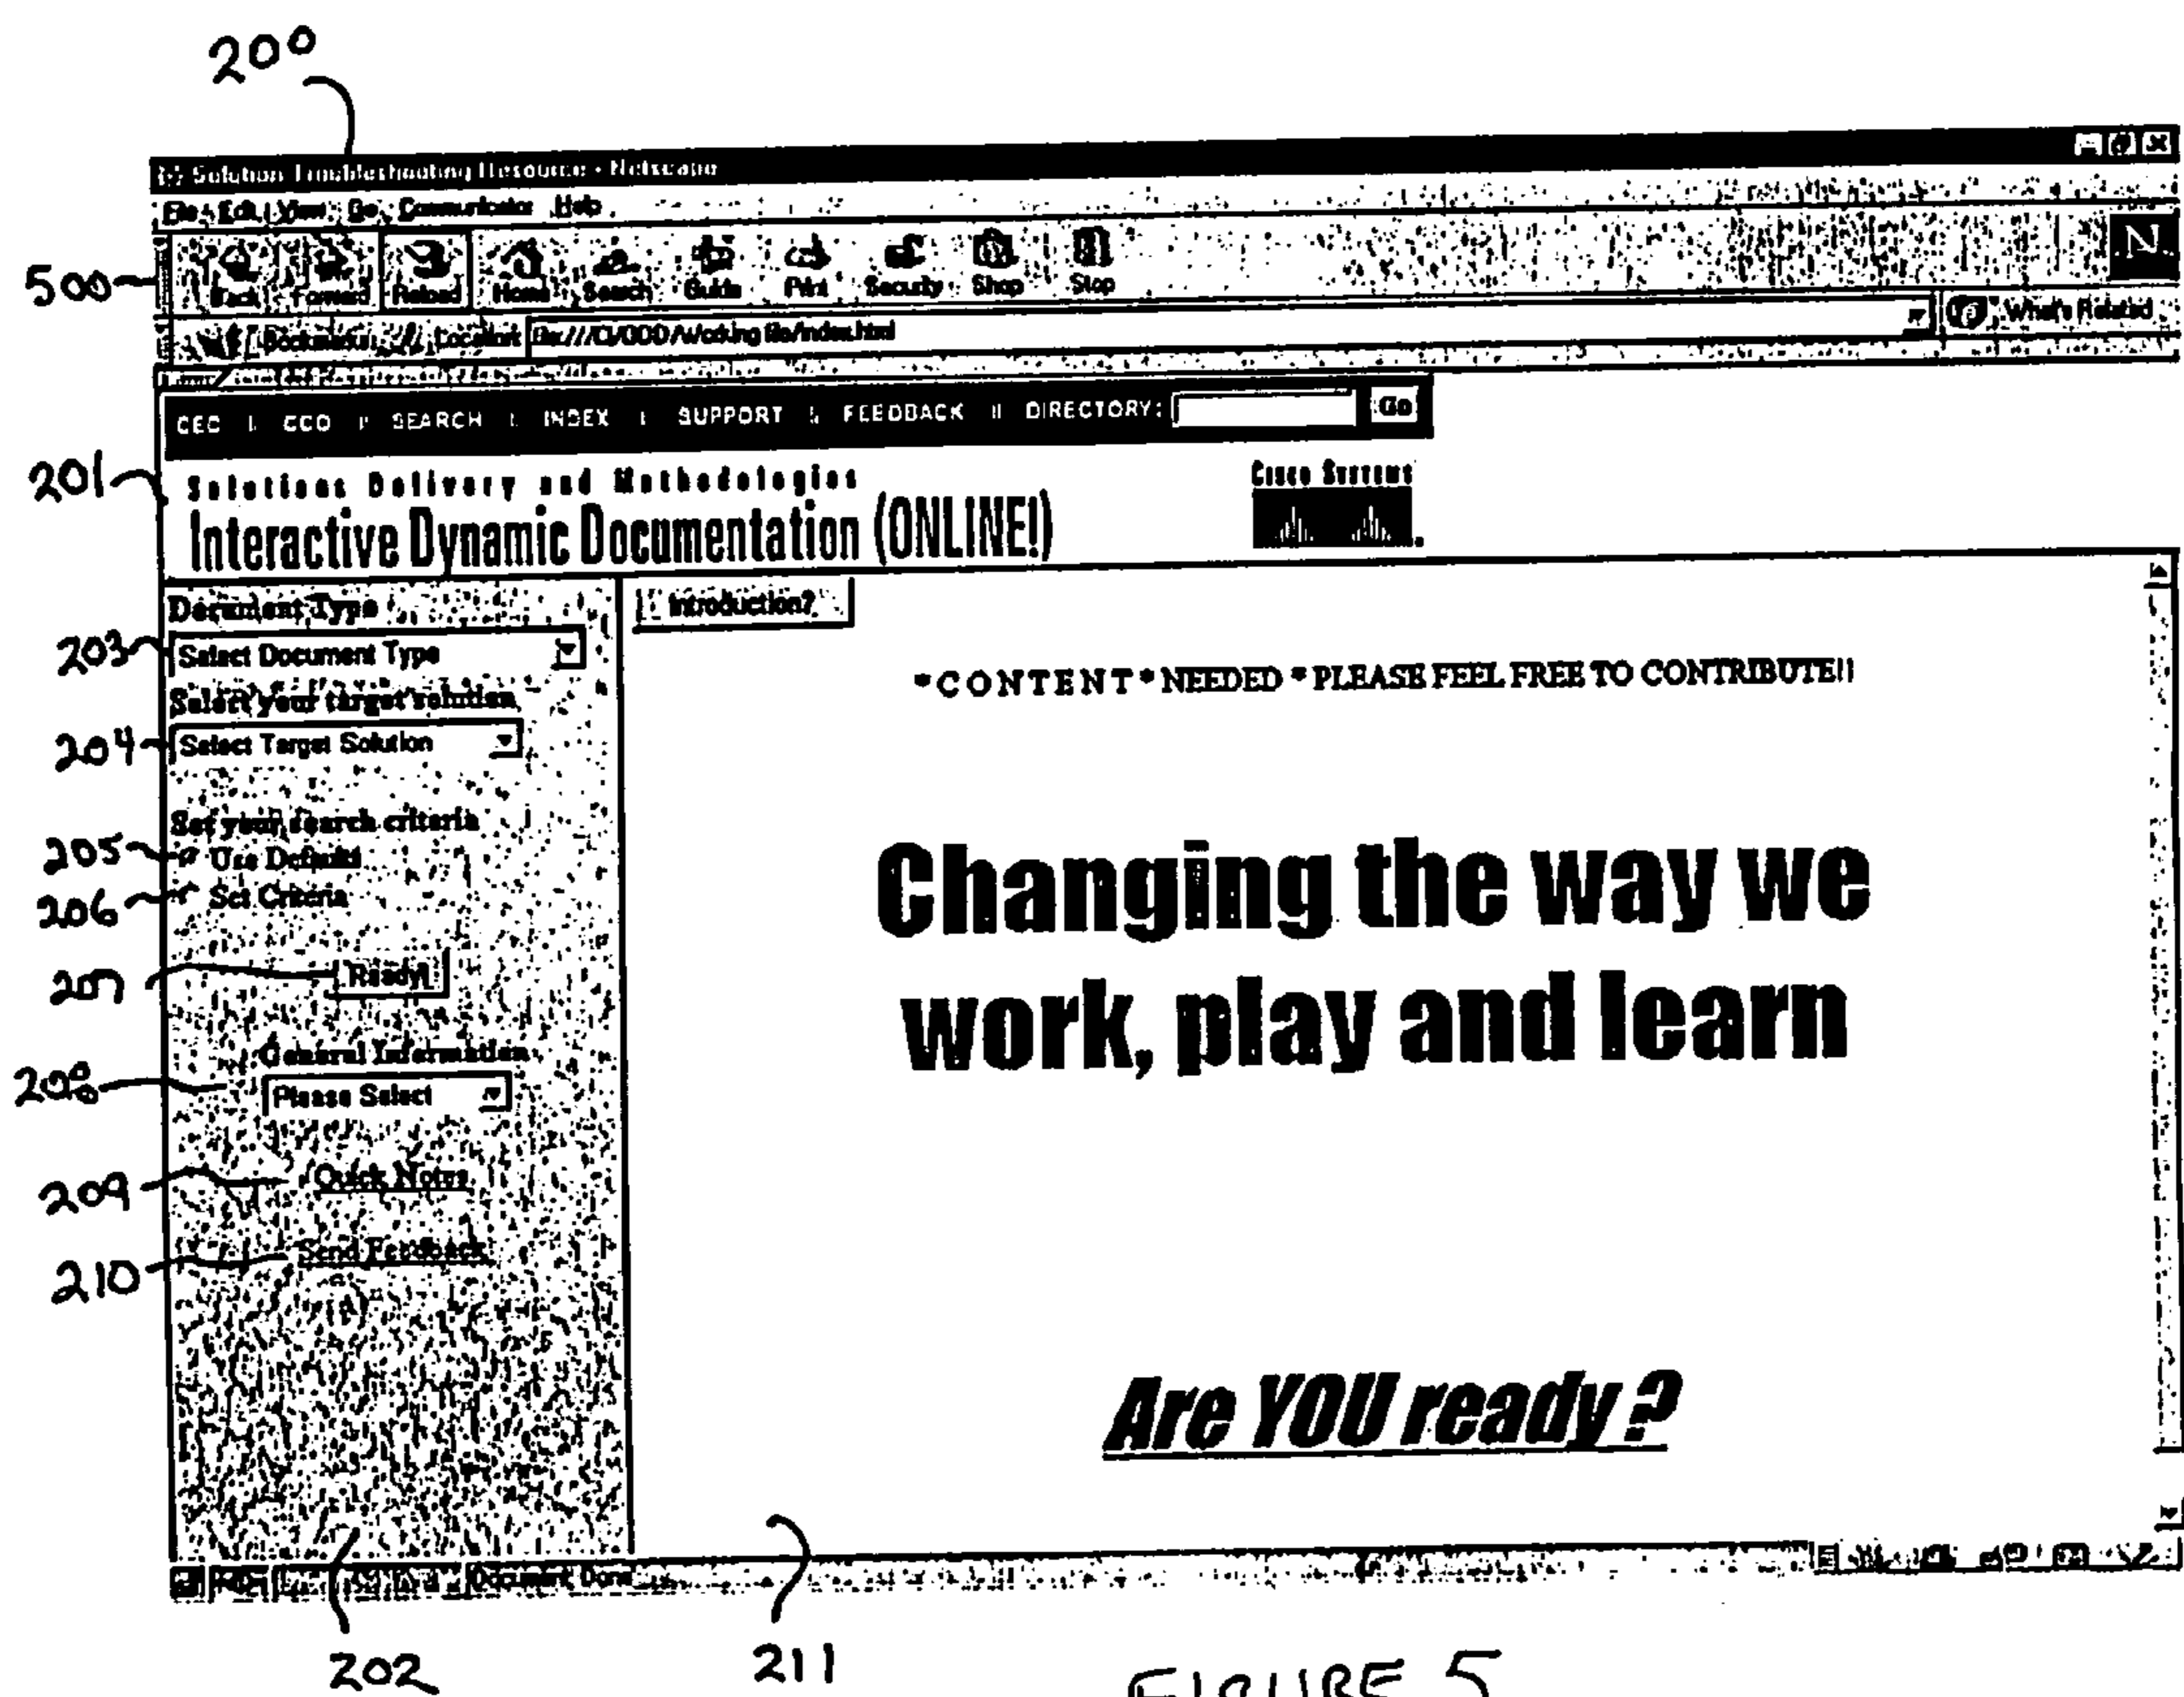 200
Solution Troubleshooting Resource - Netscape
File Edit View Go Communicator Help
500
Back Forward Reload Home Search Guide Print Security Shop Stop
N
Bookmarks Location: What's Related
CEC CCO SEARCH INDEX SUPPORT FEEDBACK DIRECTORY: Go
201
Solutions Delivery and Methodologies
Interactive Dynamic Documentation (ONLINE!)
CISCO SYSTEMS
Document Type
Introduction?
203
Select Document Type
*CONTENT*NEEDED*PLEASE FEEL FREE TO CONTRIBUTE!!
Select your target solution
204
Select Target Solution
Set your search criteria
205
Use Defaults
206
Set Criteria
Changing the way we
work, play and learn
207
Ready!
General Information
208
Please Select
209
Quick Notes
210
Send Feedback
Are YOU ready ?
Document: Done
202
211
FIGURE 5